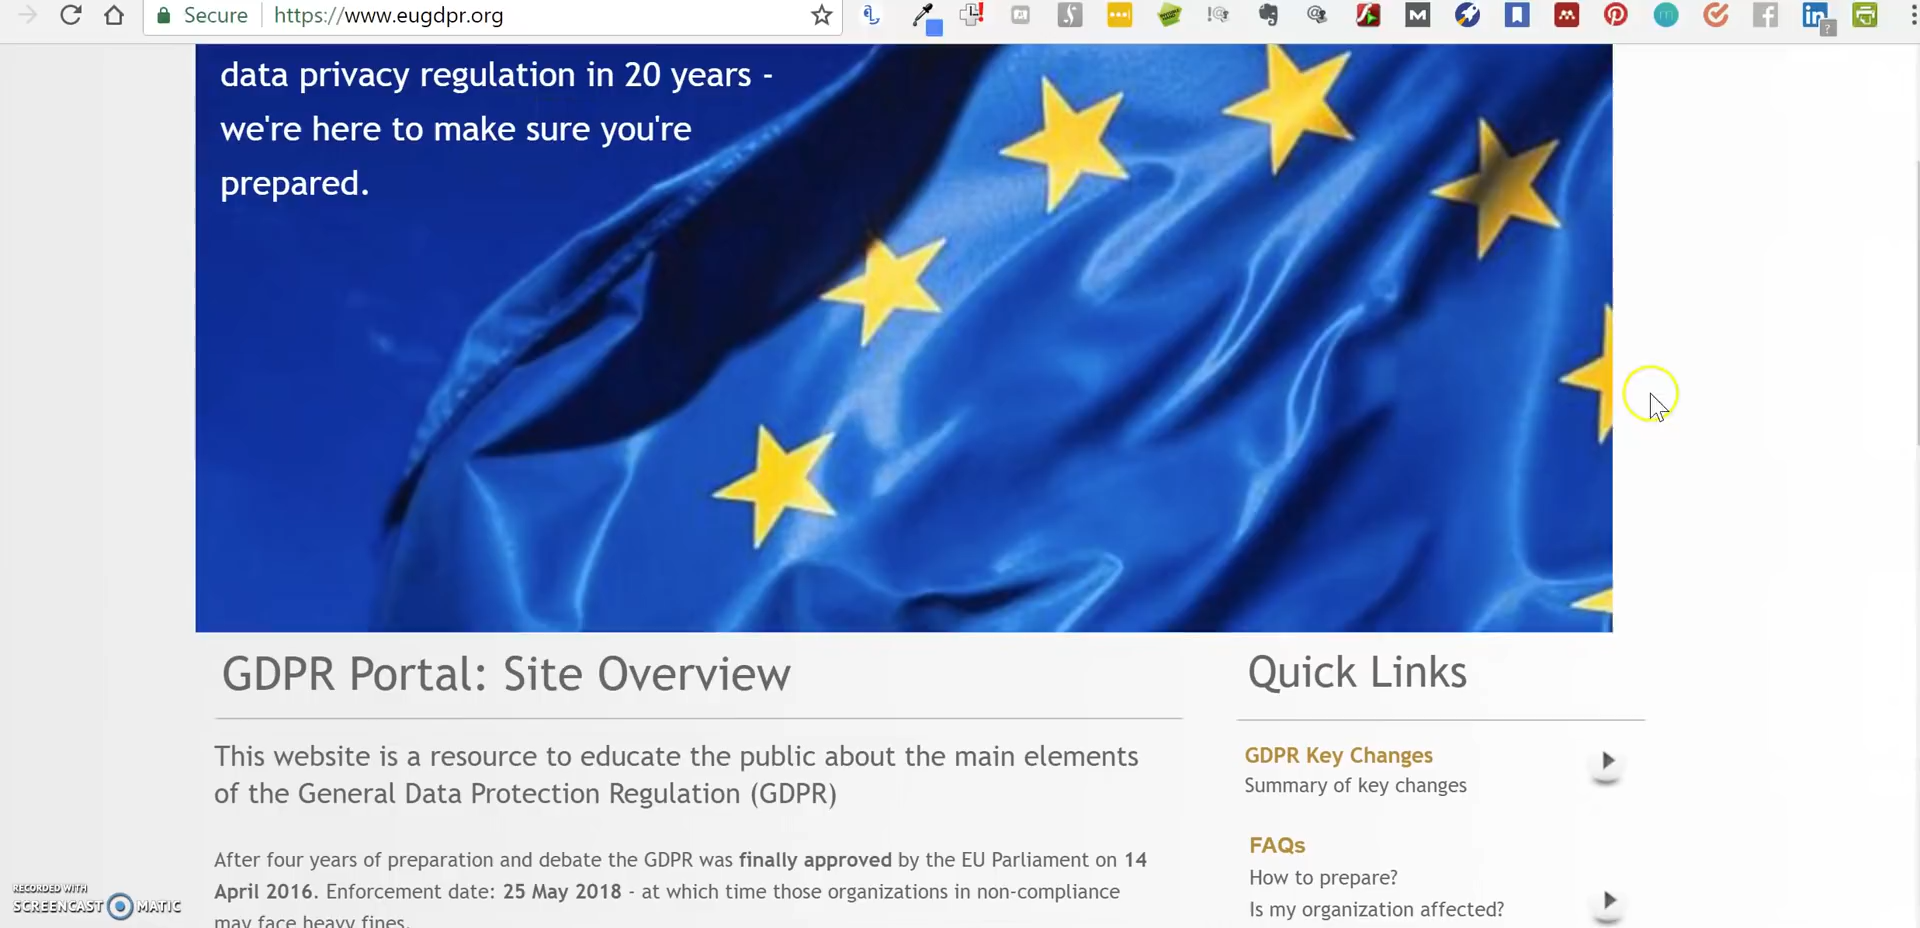 Secure
https://www.eugdpr.org
data privacy regulation in 20 years -
we're here to make sure you're
prepared.
GDPR Portal: Site Overview
This website is a resource to educate the public about the main elements
of the General Data Protection Regulation (GDPR)
After four years of preparation and debate the GDPR was finally approved by the EU Parliament on 14
April 2016. Enforcement date: 25 May 2018 - at which time those organizations in non-compliance
may face heavy fines.
Quick Links
GDPR Key Changes
Summary of key changes
FAQs
How to prepare?
Is my organization affected?
RECORDED WITH
SCREENCAST MATIC